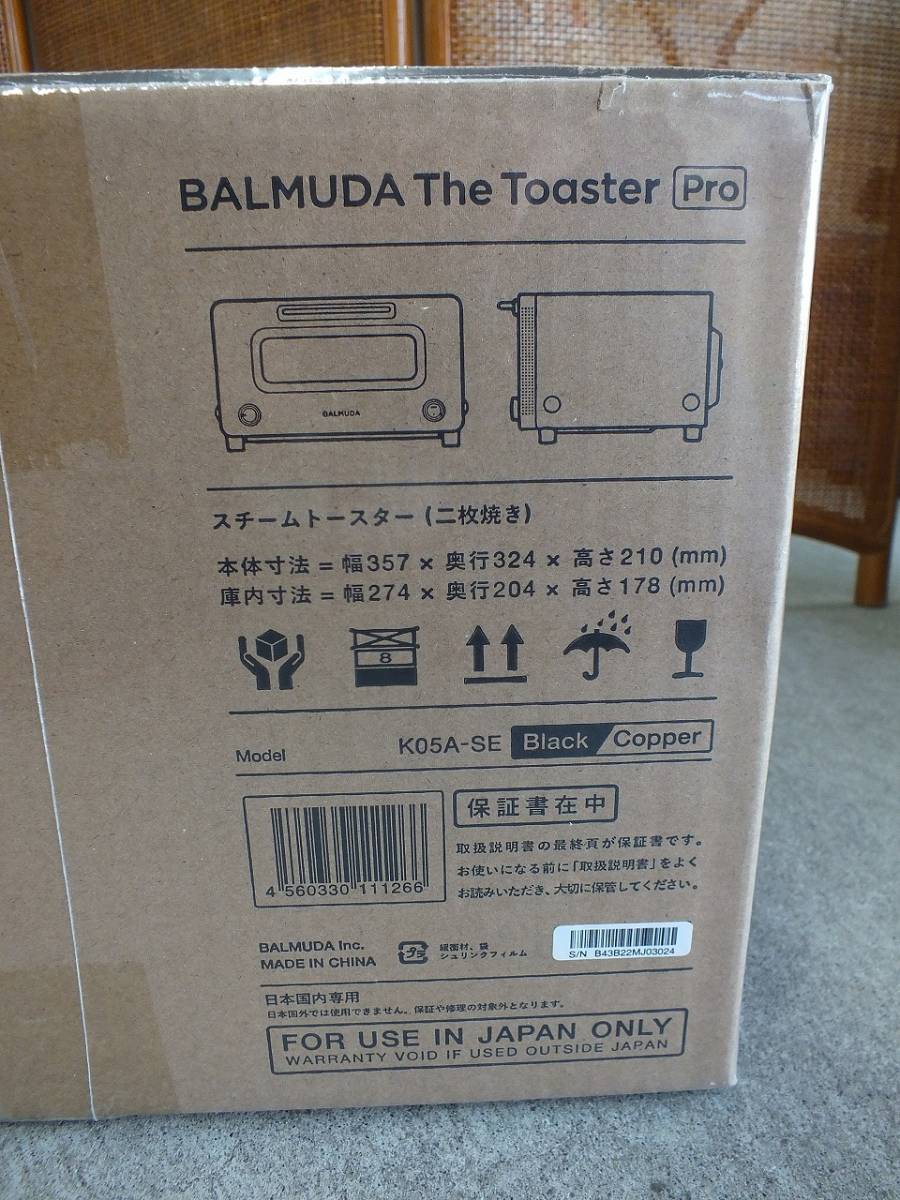 BALMUDA The Toaster Pro
BALMUDA
スチームトースター (二枚焼き)
本体寸法 = 幅357 × 奥行324 × 高さ210 (mm)
庫内寸法 = 幅274 × 奥行204 × 高さ178 (mm)
8
Model K05A-SE Black Copper
保証書在中
取扱説明書の最終頁が保証書です。
お使いになる前に「取扱説明書」をよく
お読みいただき、大切に保管してください。
4 560330 111266
BALMUDA Inc.
MADE IN CHINA
プラ
緩衝材、袋
シュリンクフィルム
S/N B43B22MJ03024
日本国内専用
日本国外では使用できません。保証や修理の対象外となります。
FOR USE IN JAPAN ONLY
WARRANTY VOID IF USED OUTSIDE JAPAN